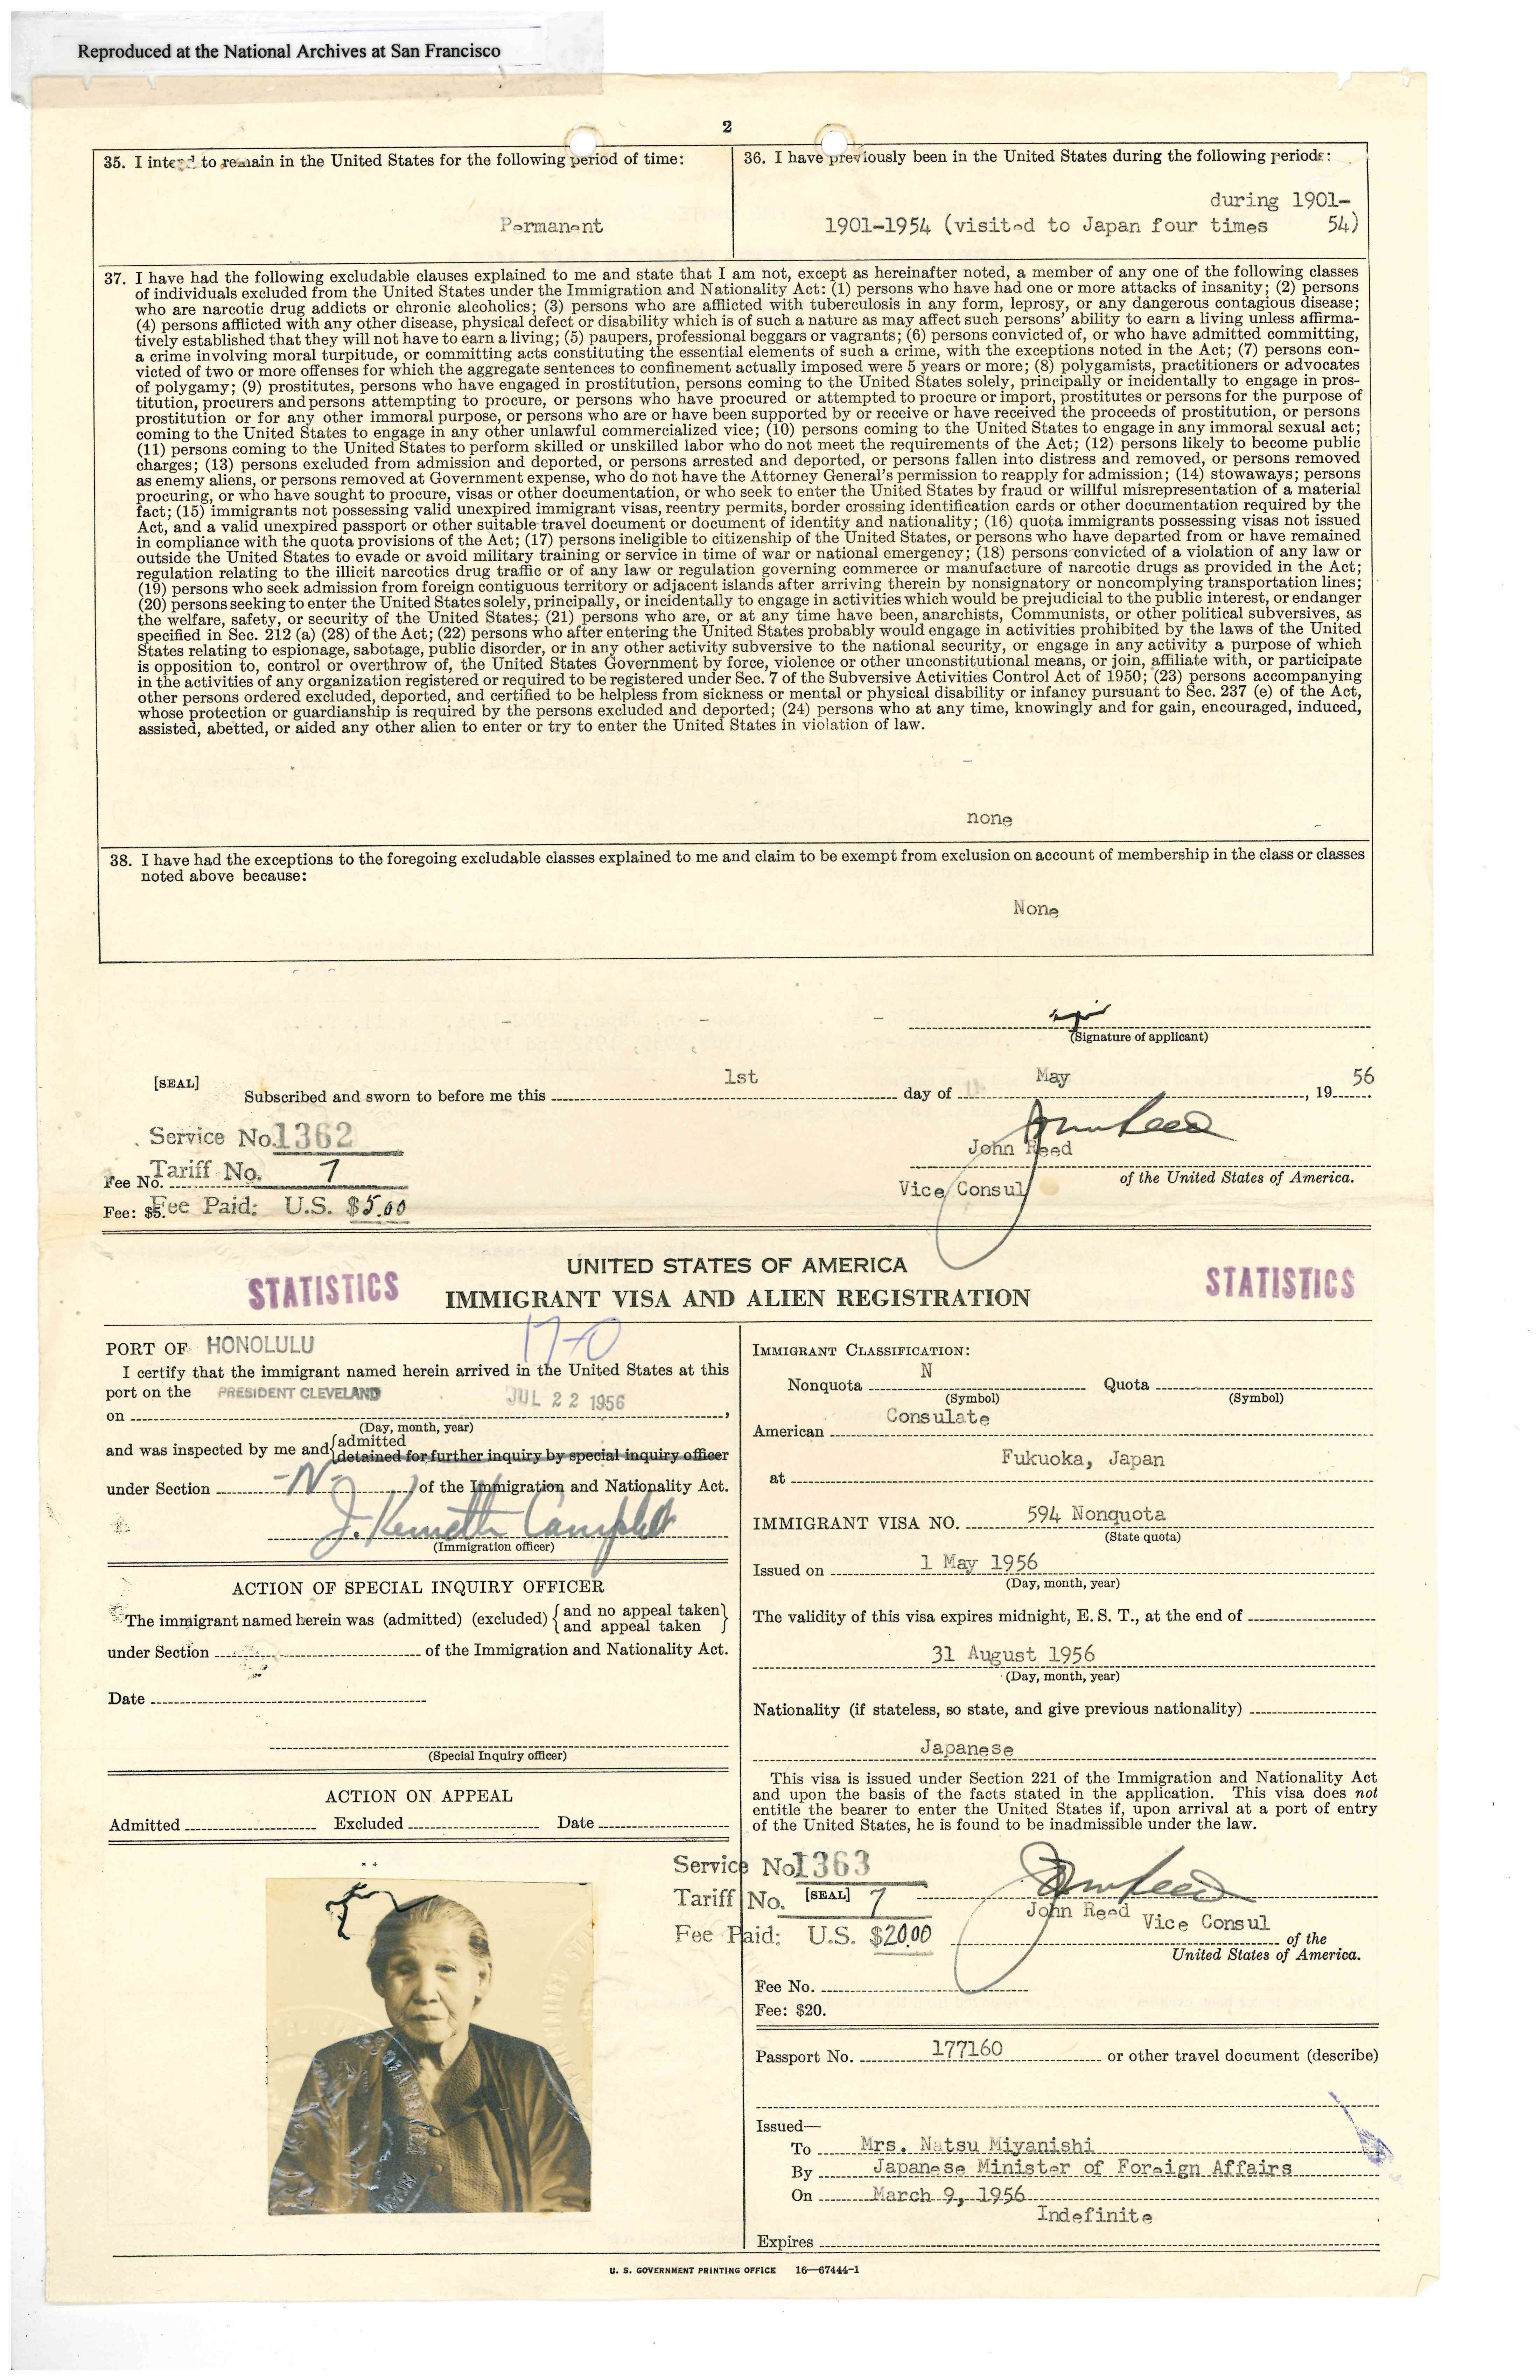 Reproduced at the National Archives at San Francisco
2
35. I intend to remain in the United States for the following period of time:
Permanent
36. I have previously been in the United States during the following periods:
during 1901-
1901-1954 (visited to Japan four times 54)
37. I have had the following excludable clauses explained to me and state that I am not, except as hereinafter noted, a member of any one of the following classes
of individuals excluded from the United States under the Immigration and Nationality Act: (1) persons who have had one or more attacks of insanity; (2) persons
who are narcotic drug addicts or chronic alcoholics; (3) persons who are afflicted with tuberculosis in any form, leprosy, or any dangerous contagious disease;
(4) persons afflicted with any other disease, physical defect or disability which is of such a nature as may affect such persons' ability to earn a living unless affirma-
tively established that they will not have to earn a living; (5) paupers, professional beggars or vagrants; (6) persons convicted of, or who have admitted committing,
a crime involving moral turpitude, or committing acts constituting the essential elements of such a crime, with the exceptions noted in the Act; (7) persons con-
victed of two or more offenses for which the aggregate sentences to confinement actually imposed were 5 years or more; (8) polygamists, practitioners or advocates
of polygamy; (9) prostitutes, persons who have engaged in prostitution, persons coming to the United States solely, principally or incidentally to engage in pros-
titution, procurers and persons attempting to procure, or persons who have procured or attempted to procure or import, prostitutes or persons for the purpose of
prostitution or for any other immoral purpose, or persons who are or have been supported by or receive or have received the proceeds of prostitution, or persons
coming to the United States to engage in any other unlawful commercialized vice; (10) persons coming to the United States to engage in any immoral sexual act;
(11) persons coming to the United States to perform skilled or unskilled labor who do not meet the requirements of the Act; (12) persons likely to become public
charges; (13) persons excluded from admission and deported, or persons arrested and deported, or persons fallen into distress and removed, or persons removed
as enemy aliens, or persons removed at Government expense, who do not have the Attorney General's permission to reapply for admission; (14) stowaways; persons
procuring, or who have sought to procure, visas or other documentation, or who seek to enter the United States by fraud or willful misrepresentation of a material
fact; (15) immigrants not possessing valid unexpired immigrant visas, reentry permits, border crossing identification cards or other documentation required by the
Act, and a valid unexpired passport or other suitable travel document or document of identity and nationality; (16) quota immigrants possessing visas not issued
in compliance with the quota provisions of the Act; (17) persons ineligible to citizenship of the United States, or persons who have departed from or have remained
outside the United States to evade or avoid military training or service in time of war or national emergency; (18) persons convicted of a violation of any law or
regulation relating to the illicit narcotics drug traffic or of any law or regulation governing commerce or manufacture of narcotic drugs as provided in the Act;
(19) persons who seek admission from foreign contiguous territory or adjacent islands after arriving therein by nonsignatory or noncomplying transportation lines;
(20) persons seeking to enter the United States solely, principally, or incidentally to engage in activities which would be prejudicial to the public interest, or endanger
the welfare, safety, or security of the United States; (21) persons who are, or at any time have been, anarchists, Communists, or other political subversives, as
specified in Sec. 212 (a) (28) of the Act; (22) persons who after entering the United States probably would engage in activities prohibited by the laws of the United
States relating to espionage, sabotage, public disorder, or in any other activity subversive to the national security, or engage in any activity a purpose of which
is opposition to, control or overthrow of, the United States Government by force, violence or other unconstitutional means, or join, affiliate with, or participate
in the activities of any organization registered or required to be registered under Sec. 7 of the Subversive Activities Control Act of 1950; (23) persons accompanying
other persons ordered excluded, deported, and certified to be helpless from sickness or mental or physical disability or infancy pursuant to Sec. 237 (e) of the Act,
whose protection or guardianship is required by the persons excluded and deported; (24) persons who at any time, knowingly and for gain, encouraged, induced,
assisted, abetted, or aided any other alien to enter or try to enter the United States in violation of law.
none
38. I have had the exceptions to the foregoing excludable classes explained to me and claim to be exempt from exclusion on account of membership in the class or classes
noted above because:
None
(Signature of applicant)
[SEAL]
Subscribed and sworn to before me this 1st day of May, 19 56
Service No. 1362
John Reed
Tariff No. 7
Fee No.
Vice Consul of the United States of America.
Fee: $5.
Fee Paid: U.S. $5.00
UNITED STATES OF AMERICA
STATISTICS
IMMIGRANT VISA AND ALIEN REGISTRATION
STATISTICS
PORT OF HONOLULU
17-0
I certify that the immigrant named herein arrived in the United States at this
port on the PRESIDENT CLEVELAND JUL 22 1956
on
(Day, month, year)
and was inspected by me and admitted
detained for further inquiry by special inquiry officer
under Section -N- of the Immigration and Nationality Act.
J. Kenneth Campbell
(Immigration officer)
ACTION OF SPECIAL INQUIRY OFFICER
The immigrant named herein was (admitted) (excluded) {and no appeal taken}
{and appeal taken}
under Section of the Immigration and Nationality Act.
Date
(Special Inquiry officer)
ACTION ON APPEAL
Admitted Excluded Date
IMMIGRANT CLASSIFICATION:
Nonquota N Quota
(Symbol) (Symbol)
American Consulate
at Fukuoka, Japan
IMMIGRANT VISA NO. 594 Nonquota
(State quota)
Issued on 1 May 1956
(Day, month, year)
The validity of this visa expires midnight, E. S. T., at the end of
31 August 1956
(Day, month, year)
Nationality (if stateless, so state, and give previous nationality)
Japanese
This visa is issued under Section 221 of the Immigration and Nationality Act
and upon the basis of the facts stated in the application. This visa does not
entitle the bearer to enter the United States if, upon arrival at a port of entry
of the United States, he is found to be inadmissible under the law.
Service No. 1363
Tariff No. [SEAL] 7
John Reed Vice Consul
Fee Paid: U.S. $20.00
of the
United States of America.
Fee No.
Fee: $20.
Passport No. 177160 or other travel document (describe)
Issued—
To Mrs. Natsu Miyanishi
By Japanese Minister of Foreign Affairs
On March 9, 1956
Indefinite
Expires
U. S. GOVERNMENT PRINTING OFFICE 16—67444-1